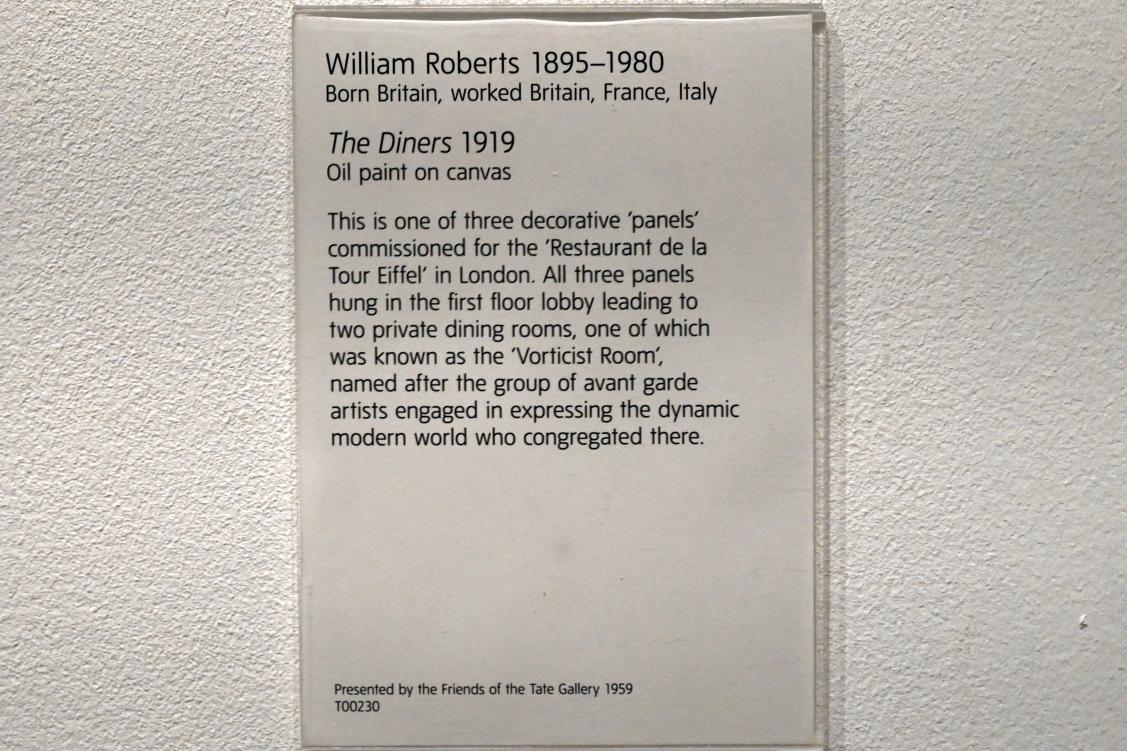 William Roberts 1895–1980
Born Britain, worked Britain, France, Italy
The Diners 1919
Oil paint on canvas
This is one of three decorative ‘panels’
commissioned for the ‘Restaurant de la
Tour Eiffel’ in London. All three panels
hung in the first floor lobby leading to
two private dining rooms, one of which
was known as the ‘Vorticist Room’,
named after the group of avant garde
artists engaged in expressing the dynamic
modern world who congregated there.
Presented by the Friends of the Tate Gallery 1959
T00230